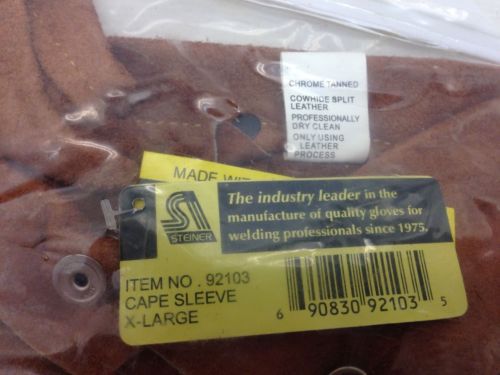 CHROME TANNED
COWHIDE SPLIT
LEATHER
PROFESSIONALLY
DRY CLEAN
ONLY USING
LEATHER
PROCESS
MADE WIT
STEINER
The industry leader in the
manufacture of quality gloves for
welding professionals since 1975.
ITEM NO . 92103
CAPE SLEEVE
X-LARGE
6 90830 92103 5